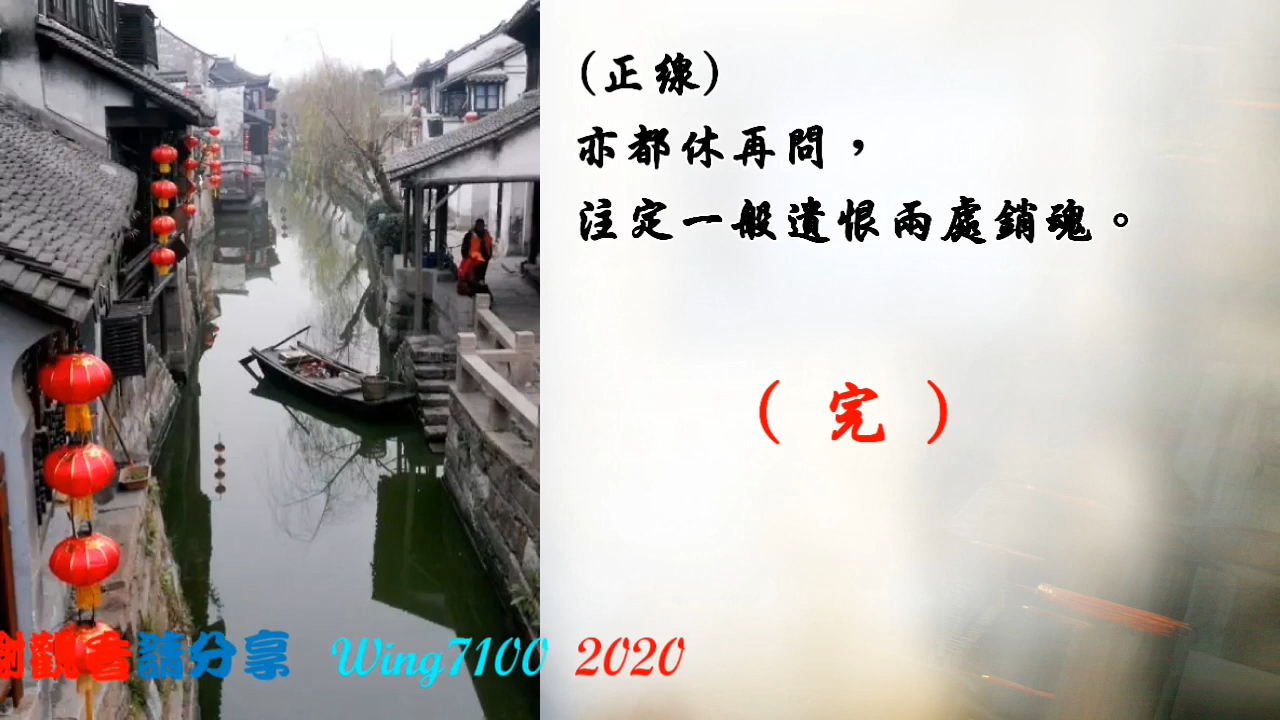 (正線)
亦都休再問，
注定一般遺恨兩處銷魂。
( 完 )
謝觀看請分享 Wing7100 2020